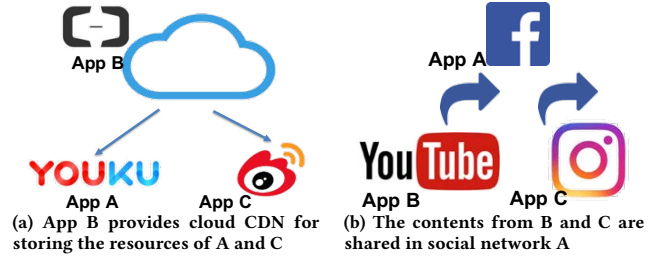 App B
YOUKU
App A
App C
(a) App B provides cloud CDN for
storing the resources of A and C
App A
You Tube
App B
App C
(b) The contents from B and C are
shared in social network A